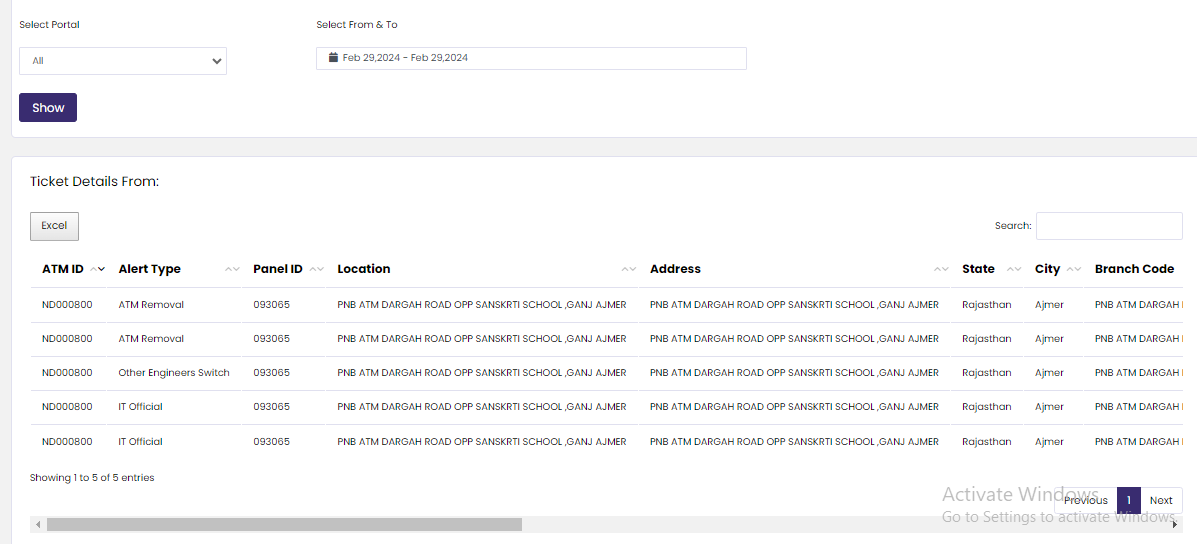 Select Portal Select From & To
All Feb 29,2024 - Feb 29,2024
Show
Ticket Details From:
Excel Search:
ATM ID Alert Type Panel ID Location Address State City Branch Code
ND000800 ATM Removal 093065 PNB ATM DARGAH ROAD OPP SANSKRTI SCHOOL ,GANJ AJMER PNB ATM DARGAH ROAD OPP SANSKRTI SCHOOL ,GANJ AJMER Rajasthan Ajmer PNB ATM DARGAH
ND000800 ATM Removal 093065 PNB ATM DARGAH ROAD OPP SANSKRTI SCHOOL ,GANJ AJMER PNB ATM DARGAH ROAD OPP SANSKRTI SCHOOL ,GANJ AJMER Rajasthan Ajmer PNB ATM DARGAH
ND000800 Other Engineers Switch 093065 PNB ATM DARGAH ROAD OPP SANSKRTI SCHOOL ,GANJ AJMER PNB ATM DARGAH ROAD OPP SANSKRTI SCHOOL ,GANJ AJMER Rajasthan Ajmer PNB ATM DARGAH
ND000800 IT Official 093065 PNB ATM DARGAH ROAD OPP SANSKRTI SCHOOL ,GANJ AJMER PNB ATM DARGAH ROAD OPP SANSKRTI SCHOOL ,GANJ AJMER Rajasthan Ajmer PNB ATM DARGAH
ND000800 IT Official 093065 PNB ATM DARGAH ROAD OPP SANSKRTI SCHOOL ,GANJ AJMER PNB ATM DARGAH ROAD OPP SANSKRTI SCHOOL ,GANJ AJMER Rajasthan Ajmer PNB ATM DARGAH
Showing 1 to 5 of 5 entries
Activate Windows
Previous 1 Next
Go to Settings to activate Windows.